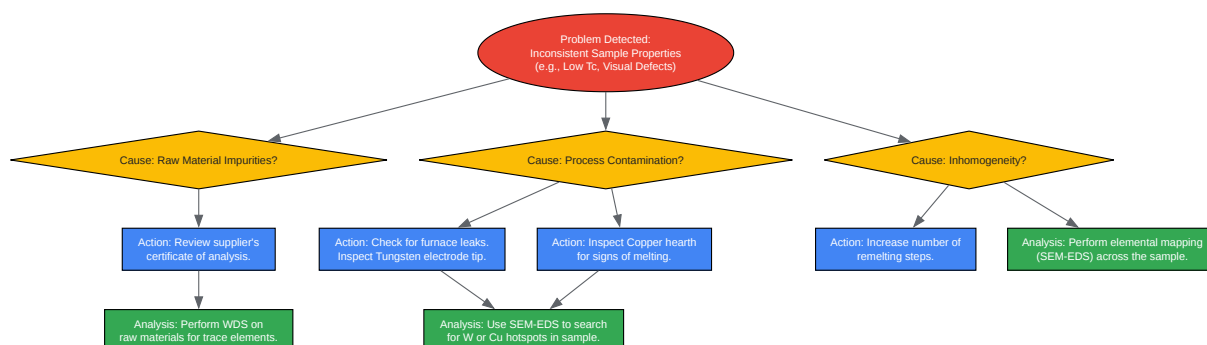 Problem Detected:
Inconsistent Sample Properties
(e.g., Low Tc, Visual Defects)
Cause: Raw Material Impurities?
Cause: Process Contamination?
Cause: Inhomogeneity?
Action: Review supplier's
certificate of analysis.
Action: Check for furnace leaks.
Inspect Tungsten electrode tip.
Action: Inspect Copper hearth
for signs of melting.
Action: Increase number of
remelting steps.
Analysis: Perform elemental mapping
(SEM-EDS) across the sample.
Analysis: Perform WDS on
raw materials for trace elements.
Analysis: Use SEM-EDS to search
for W or Cu hotspots in sample.